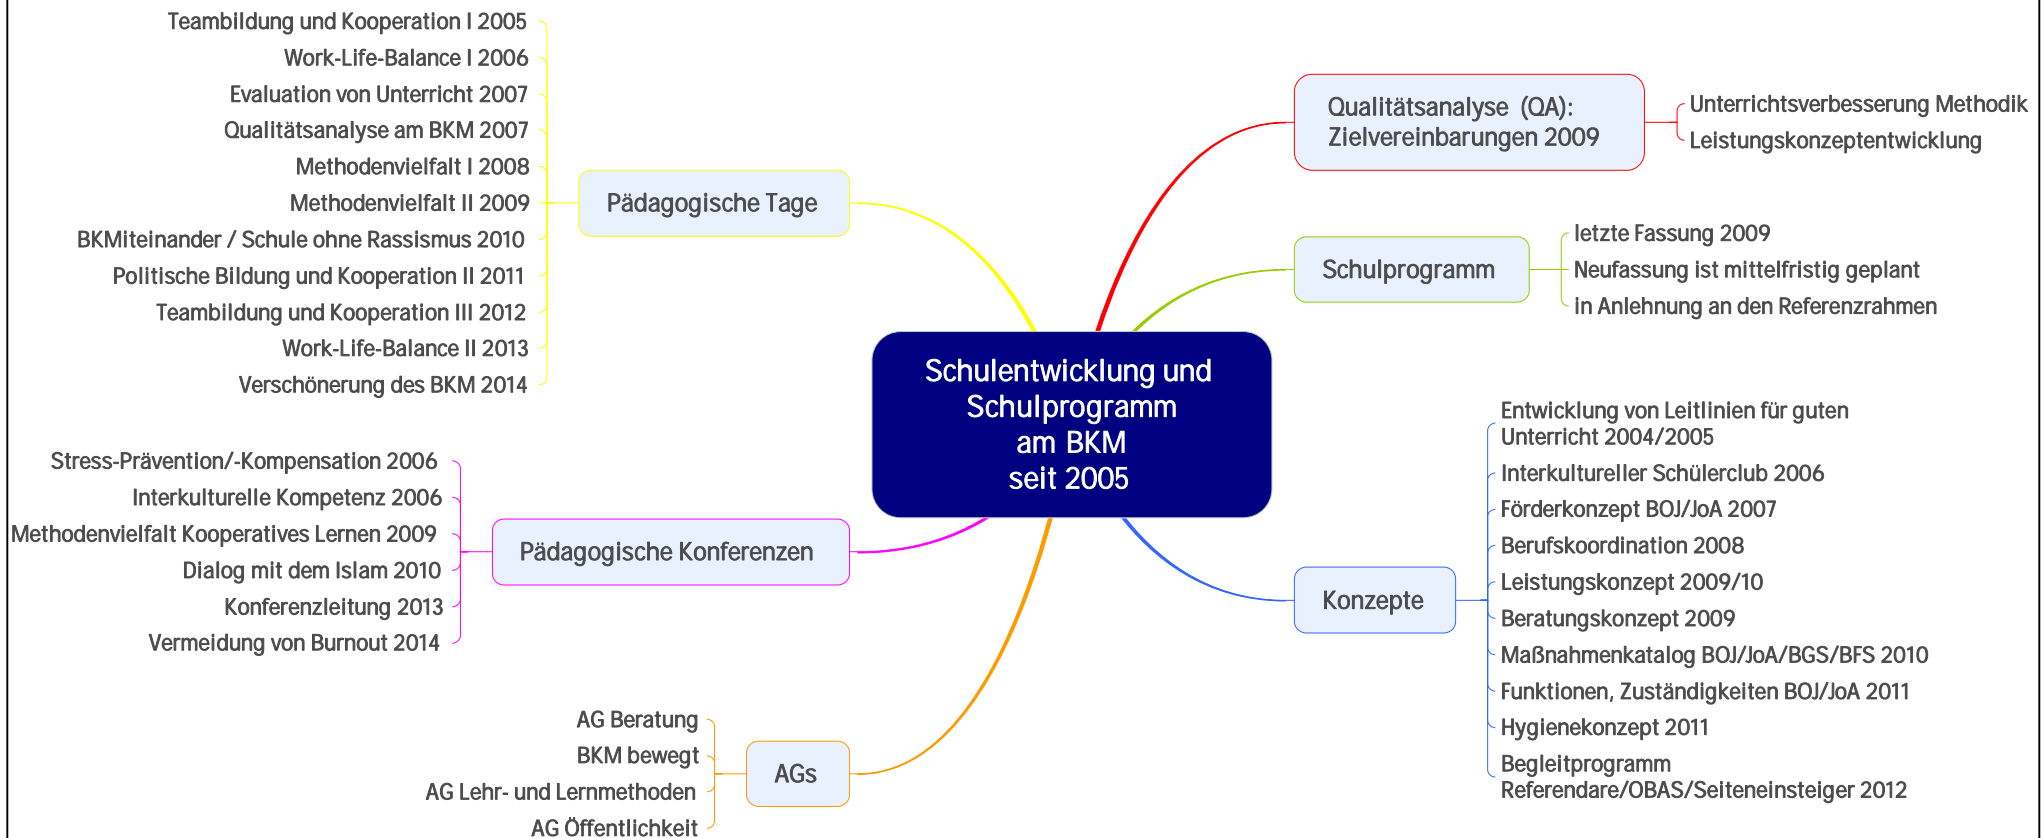 Schulentwicklung und
Schulprogramm
am BKM
seit 2005
Pädagogische Tage
Teambildung und Kooperation I 2005
Work-Life-Balance I 2006
Evaluation von Unterricht 2007
Qualitätsanalyse am BKM 2007
Methodenvielfalt I 2008
Methodenvielfalt II 2009
BKMiteinander / Schule ohne Rassismus 2010
Politische Bildung und Kooperation II 2011
Teambildung und Kooperation III 2012
Work-Life-Balance II 2013
Verschönerung des BKM 2014
Pädagogische Konferenzen
Stress-Prävention/-Kompensation 2006
Interkulturelle Kompetenz 2006
Methodenvielfalt Kooperatives Lernen 2009
Dialog mit dem Islam 2010
Konferenzleitung 2013
Vermeidung von Burnout 2014
AGs
AG Beratung
BKM bewegt
AG Lehr- und Lernmethoden
AG Öffentlichkeit
Qualitätsanalyse (QA):
Zielvereinbarungen 2009
Unterrichtsverbesserung Methodik
Leistungskonzeptentwicklung
Schulprogramm
letzte Fassung 2009
Neufassung ist mittelfristig geplant
in Anlehnung an den Referenzrahmen
Konzepte
Entwicklung von Leitlinien für guten
Unterricht 2004/2005
Interkultureller Schülerclub 2006
Förderkonzept BOJ/JoA 2007
Berufskoordination 2008
Leistungskonzept 2009/10
Beratungskonzept 2009
Maßnahmenkatalog BOJ/JoA/BGS/BFS 2010
Funktionen, Zuständigkeiten BOJ/JoA 2011
Hygienekonzept 2011
Begleitprogramm
Referendare/OBAS/Seiteneinsteiger 2012